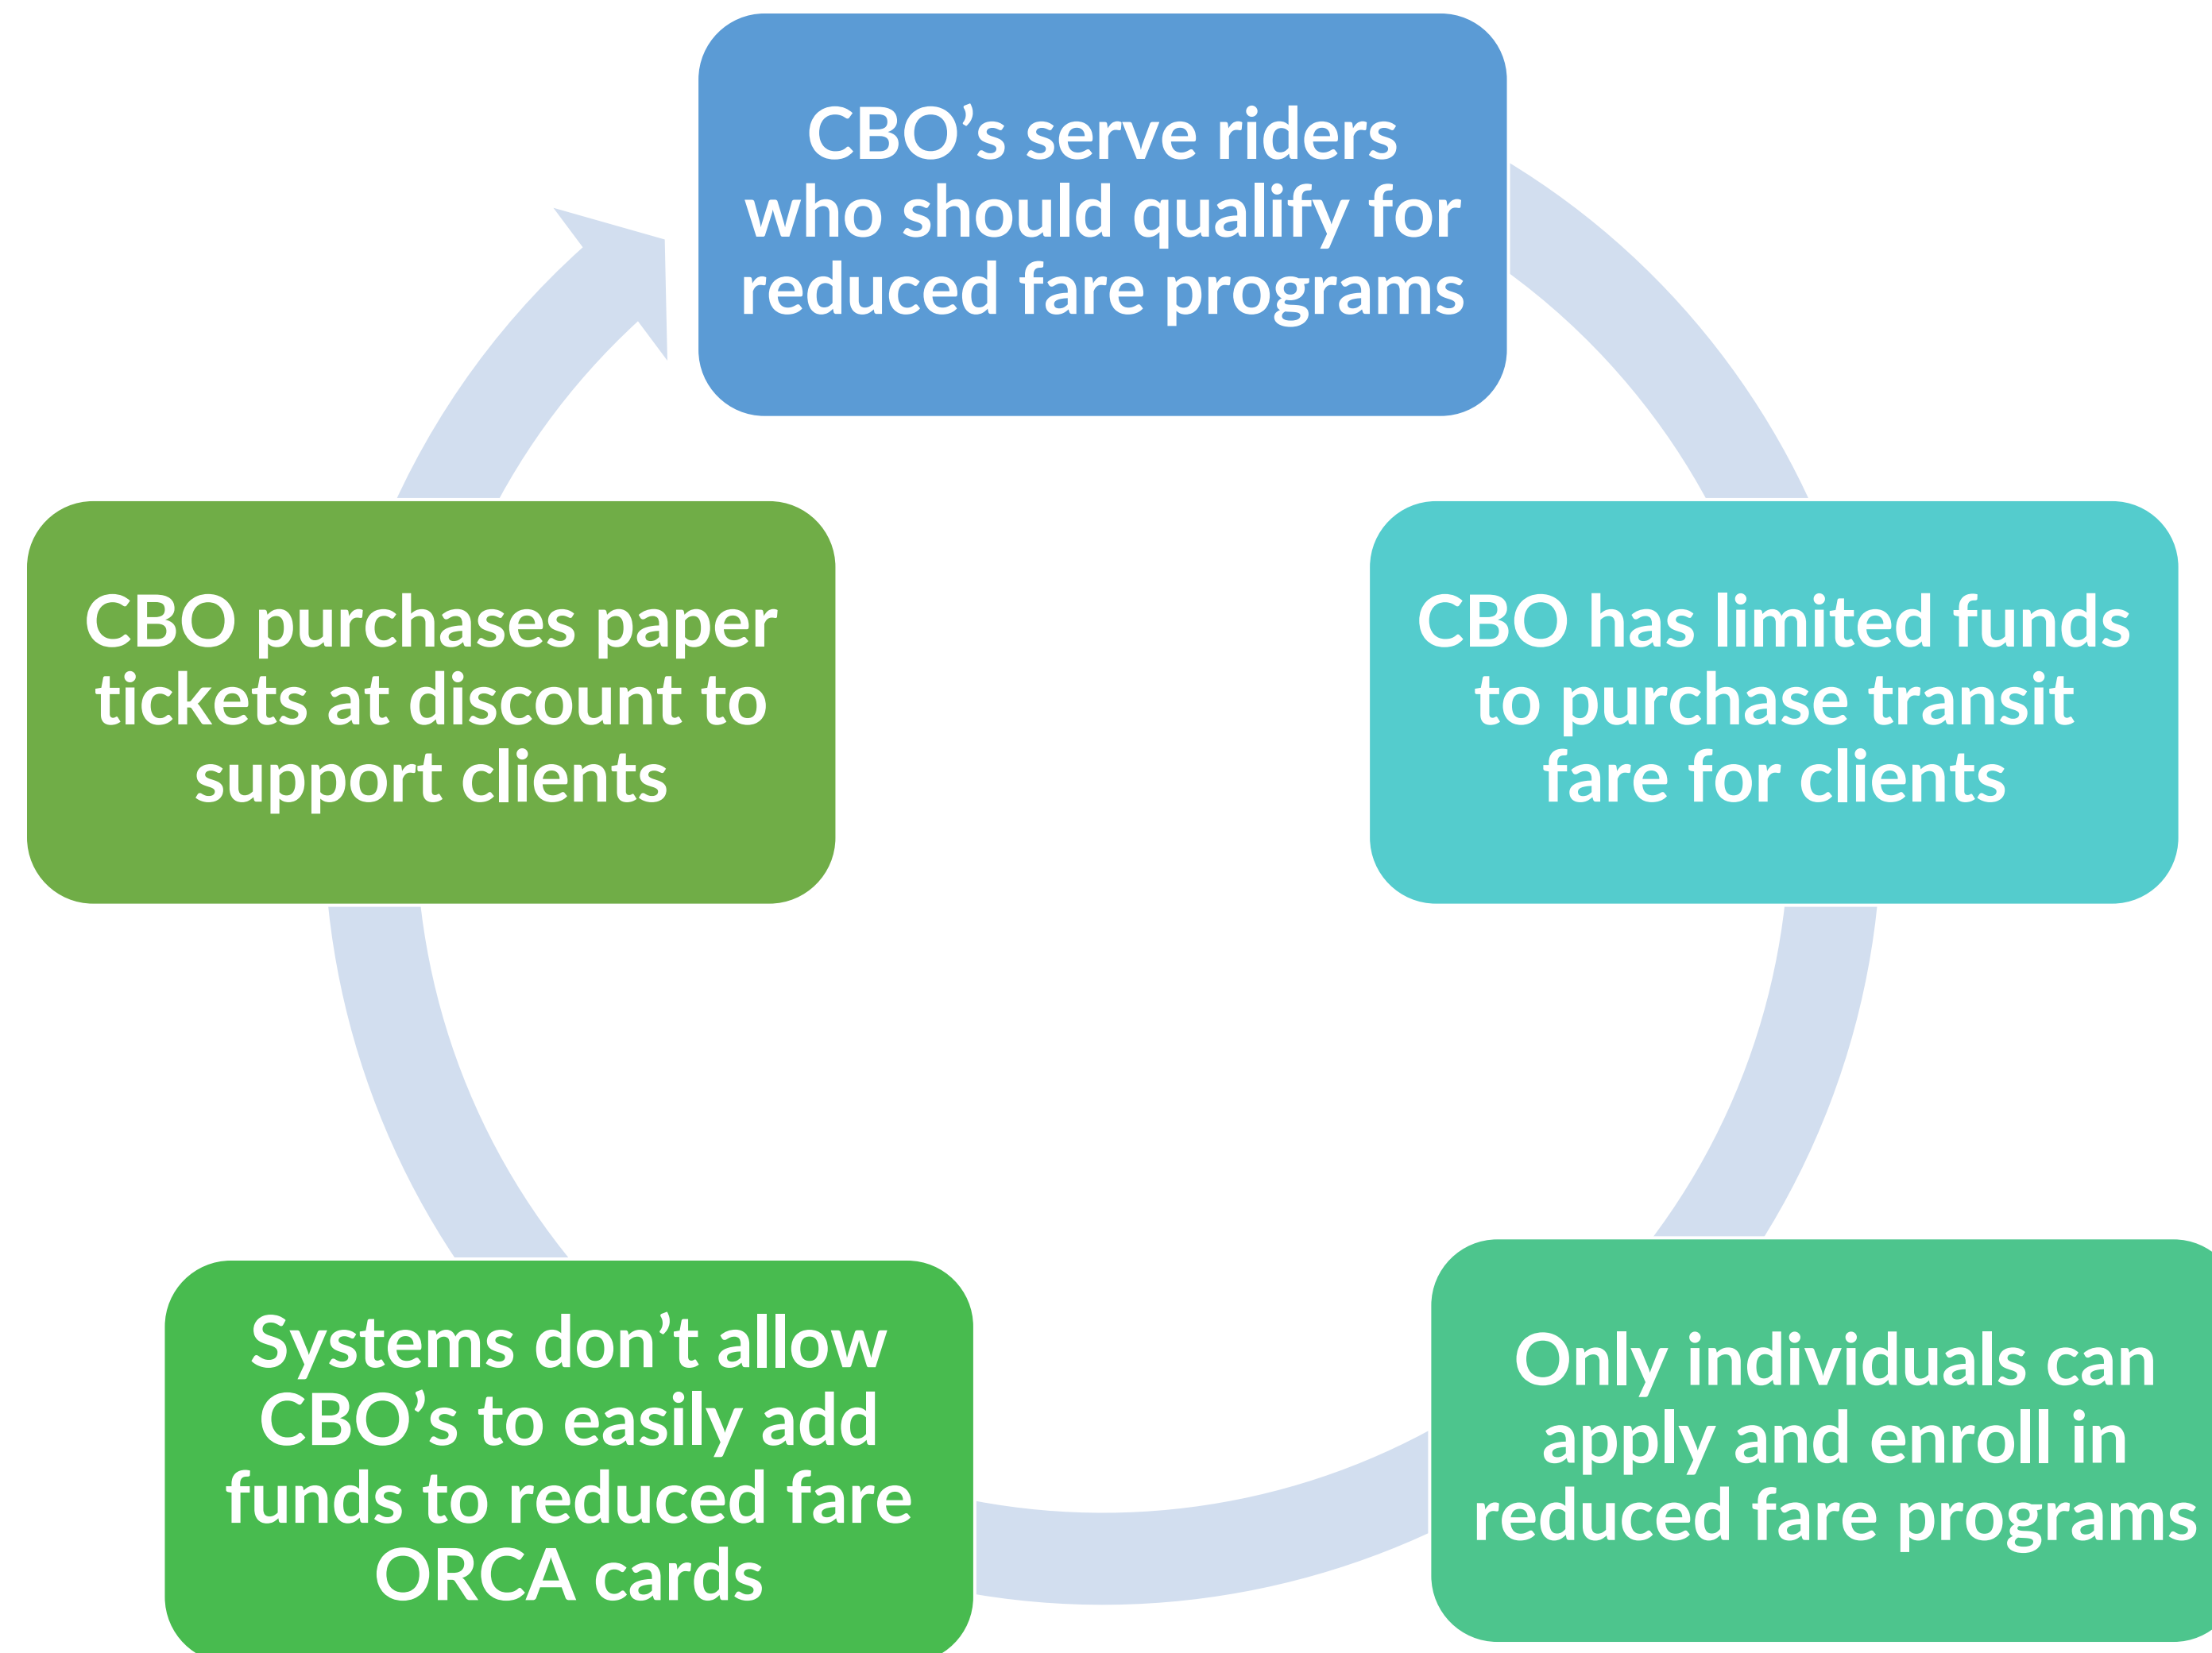 CBO's serve riders
who should qualify for
reduced fare programs
CBO has limited funds
to purchase transit
fare for clients
Only individuals can
apply and enroll in
reduced fare programs
Systems don't allow
CBO's to easily add
funds to reduced fare
ORCA cards
CBO purchases paper
tickets at discount to
support clients